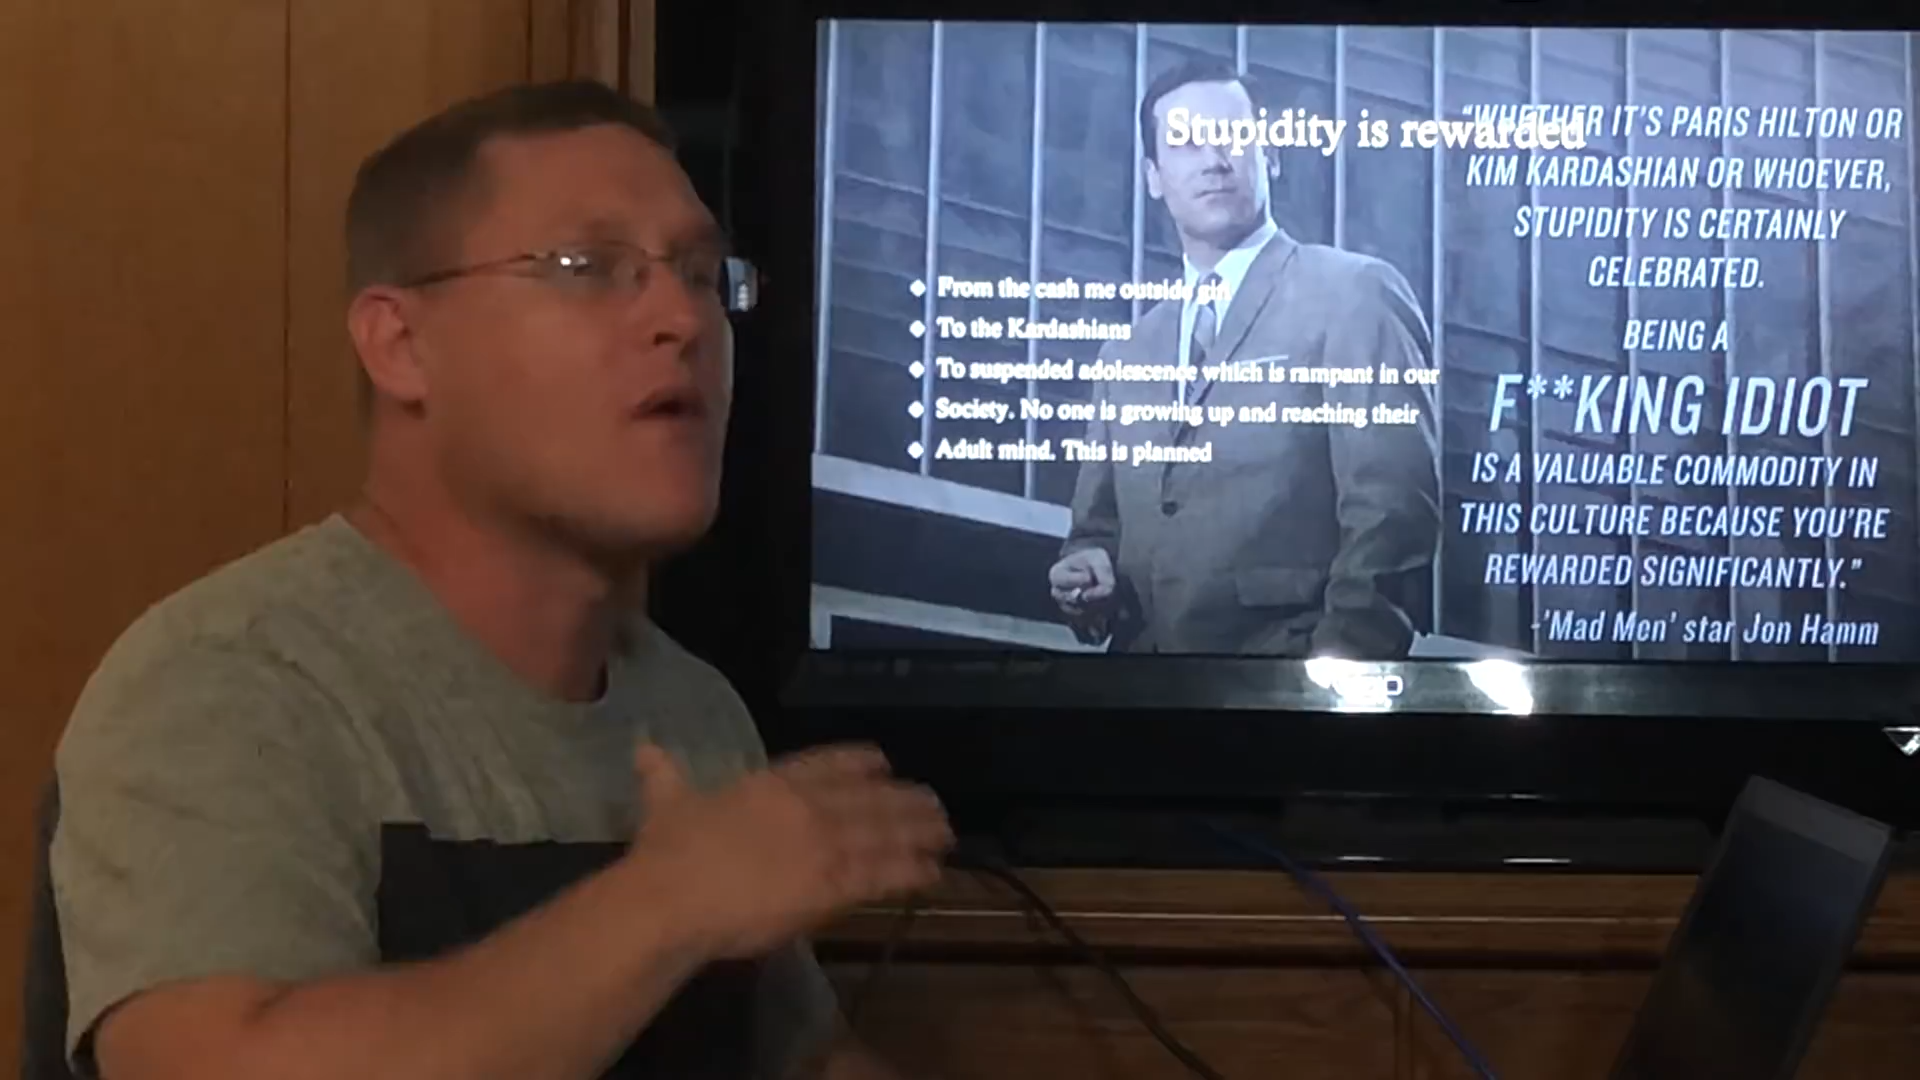 Stupidity is rewarded
From the cash me outside girl
To the Kardashians
To suspended adolescence which is rampant in our
Society. No one is growing up and reaching their
Adult mind. This is planned
"WHETHER IT'S PARIS HILTON OR
KIM KARDASHIAN OR WHOEVER,
STUPIDITY IS CERTAINLY
CELEBRATED.
BEING A
F**KING IDIOT
IS A VALUABLE COMMODITY IN
THIS CULTURE BECAUSE YOU'RE
REWARDED SIGNIFICANTLY."
-'Mad Men' star Jon Hamm
VIZIO